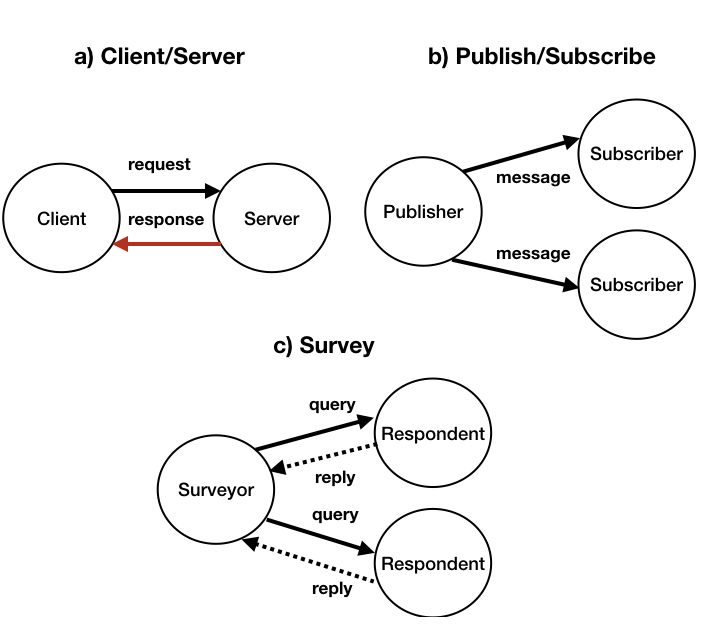 a) Client/Server
request
Client
response
Server
b) Publish/Subscribe
Publisher
message
Subscriber
message
Subscriber
c) Survey
Surveyor
query
Respondent
reply
query
Respondent
reply